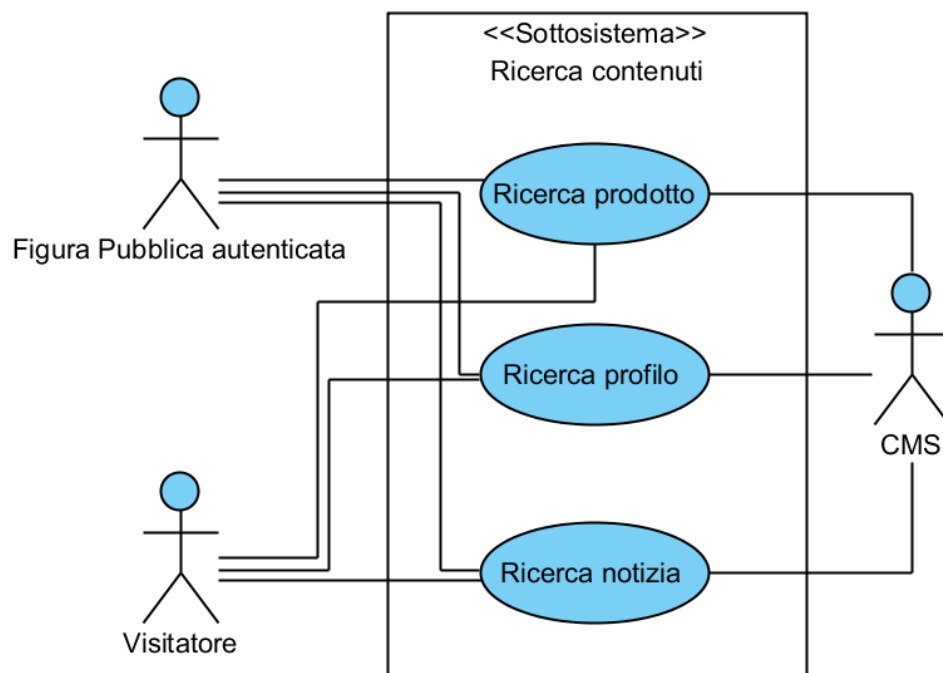 <<Sottosistema>>
Ricerca contenuti
Ricerca prodotto
Figura Pubblica autenticata
Ricerca profilo
CMS
Ricerca notizia
Visitatore